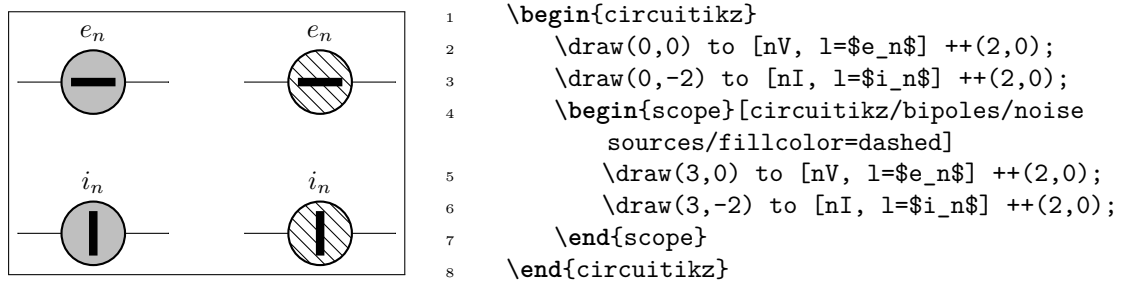 e_n e_n
i_n i_n
1 \begin{circuitikz}
2 \draw(0,0) to [nV, l=$e_n$] ++(2,0);
3 \draw(0,-2) to [nI, l=$i_n$] ++(2,0);
4 \begin{scope}[circuitikz/bipoles/noise
sources/fillcolor=dashed]
5 \draw(3,0) to [nV, l=$e_n$] ++(2,0);
6 \draw(3,-2) to [nI, l=$i_n$] ++(2,0);
7 \end{scope}
8 \end{circuitikz}